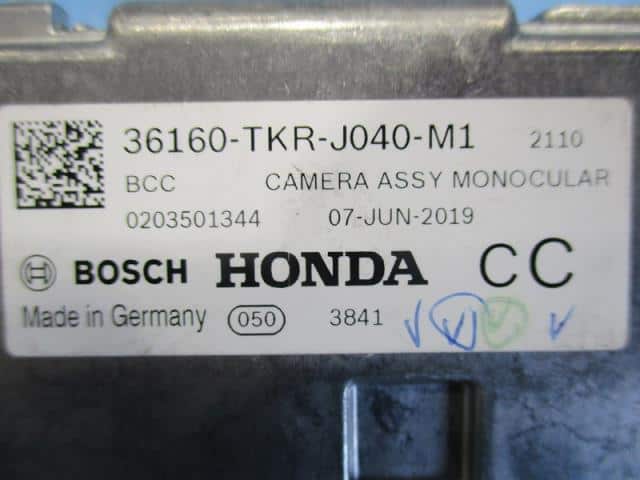 36160-TKR-J040-M1 2110
BCC CAMERA ASSY MONOCULAR
0203501344 07-JUN-2019
BOSCH HONDA CC
Made in Germany 050 3841